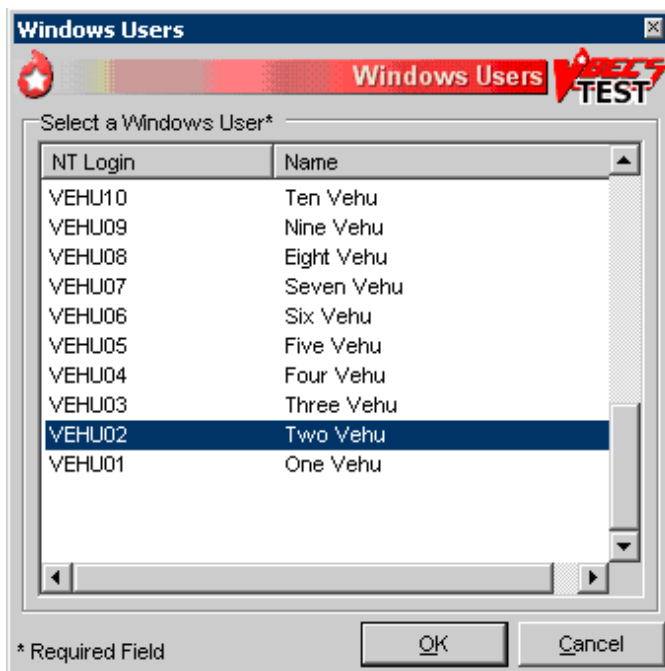 Windows Users
Windows Users VBECS TEST
Select a Windows User*
NT Login Name
VEHU10 Ten Vehu
VEHU09 Nine Vehu
VEHU08 Eight Vehu
VEHU07 Seven Vehu
VEHU06 Six Vehu
VEHU05 Five Vehu
VEHU04 Four Vehu
VEHU03 Three Vehu
VEHU02 Two Vehu
VEHU01 One Vehu
* Required Field OK Cancel